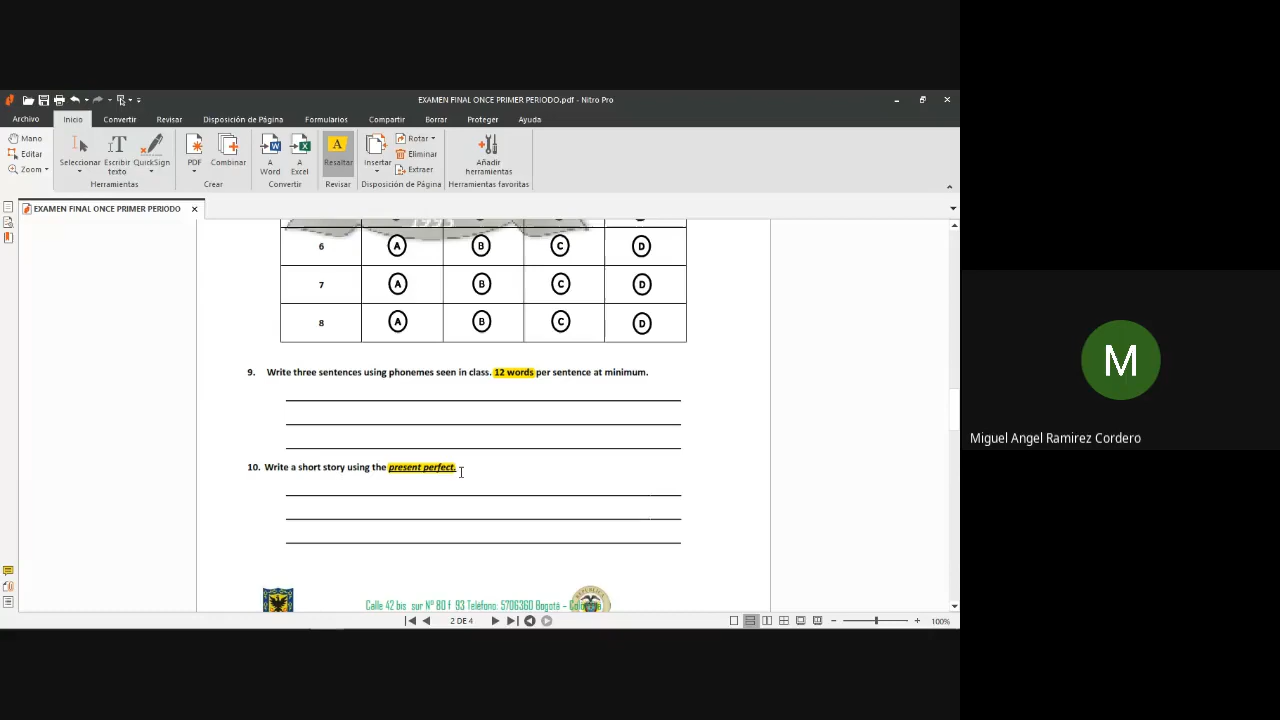 EXAMEN FINAL ONCE PRIMER PERIODO.pdf - Nitro Pro
Archivo Inicio Convertir Revisar Disposición de Página Formularios Compartir Borrar Proteger Ayuda
Mano
Editar
Zoom
Seleccionar
Escribir texto
QuickSign
Herramientas
PDF
Combinar
Crear
A Word
A Excel
Convertir
Resaltar
Revisar
Insertar
Rotar
Eliminar
Extraer
Disposición de Página
Añadir herramientas
Herramientas favoritas
EXAMEN FINAL ONCE PRIMER PERIODO
1995
6 A B C D
7 A B C D
8 A B C D
9. Write three sentences using phonemes seen in class. 12 words per sentence at minimum.
10. Write a short story using the present perfect.
Calle 42 bis sur Nº 80 f 93 Teléfono: 5706360 Bogotá – Colombia
2 DE 4
100%
M
Miguel Angel Ramirez Cordero